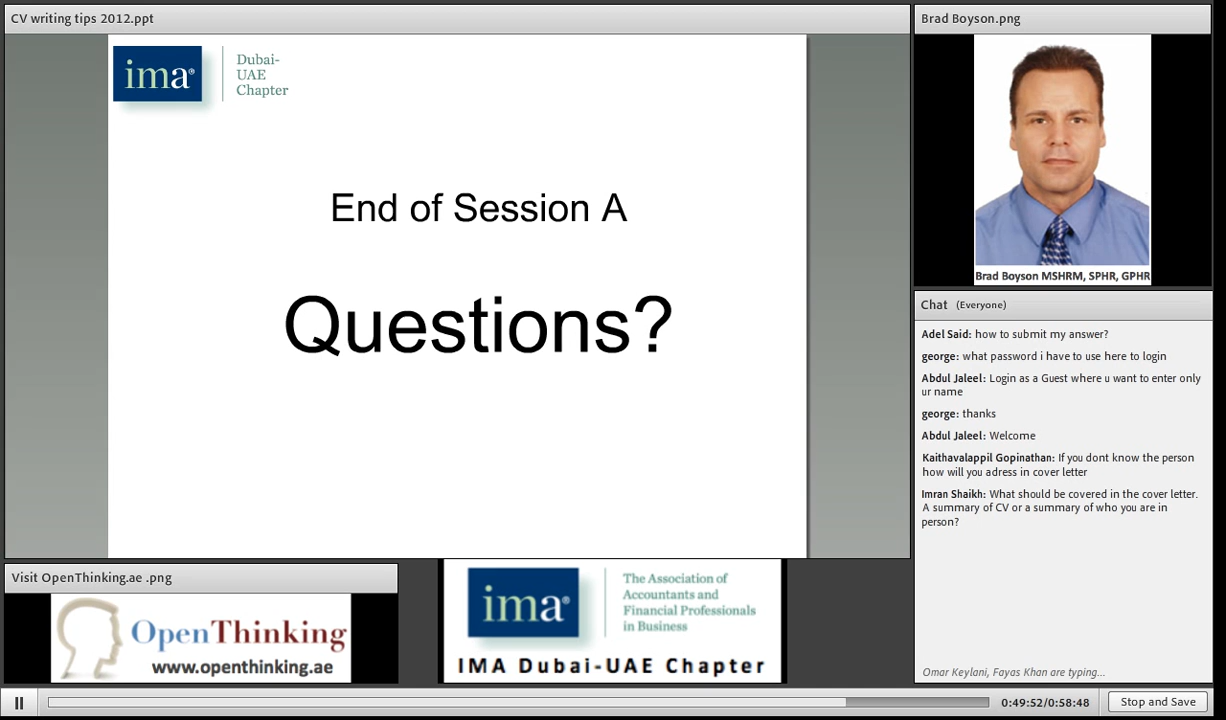 CV writing tips 2012.ppt
ima®
Dubai-
UAE
Chapter
End of Session A
Questions?
Brad Boyson.png
Brad Boyson MSHRM, SPHR, GPHR
Chat (Everyone)
Adel Said: how to submit my answer?
george: what password i have to use here to login
Abdul Jaleel: Login as a Guest where u want to enter only
ur name
george: thanks
Abdul Jaleel: Welcome
Kaithavalappil Gopinathan: If you dont know the person
how will you adress in cover letter
Imran Shaikh: What should be covered in the cover letter.
A summary of CV or a summary of who you are in
person?
Omar Keylani, Fayas Khan are typing...
Visit OpenThinking.ae .png
OpenThinking
www.openthinking.ae
ima®
The Association of
Accountants and
Financial Professionals
in Business
IMA Dubai-UAE Chapter
0:49:52/0:58:48
Stop and Save